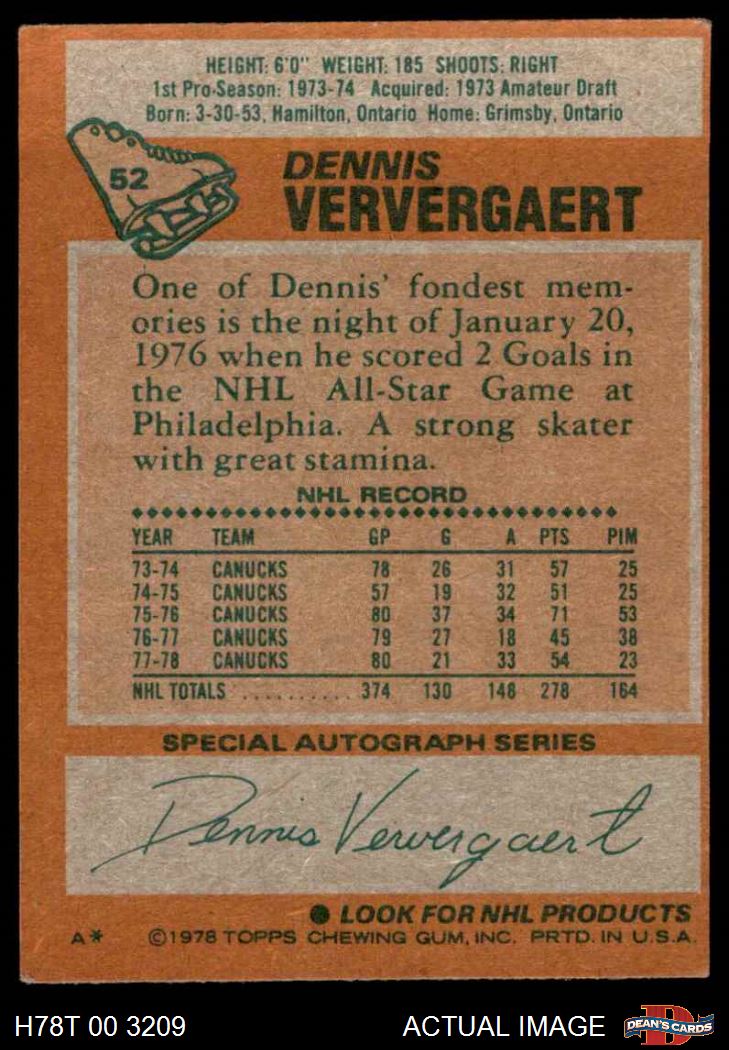 HEIGHT: 6'0" WEIGHT: 185 SHOOTS: RIGHT
1st Pro Season: 1973-74 Acquired: 1973 Amateur Draft
Born: 3-30-53, Hamilton, Ontario Home: Grimsby, Ontario
52
DENNIS
VERVERGAERT
One of Dennis' fondest mem-
ories is the night of January 20,
1976 when he scored 2 Goals in
the NHL All-Star Game at
Philadelphia. A strong skater
with great stamina.
NHL RECORD
YEAR TEAM GP G A PTS PIM
73-74 CANUCKS 78 26 31 57 25
74-75 CANUCKS 57 19 32 51 25
75-76 CANUCKS 80 37 34 71 53
76-77 CANUCKS 79 27 18 45 38
77-78 CANUCKS 80 21 33 54 23
NHL TOTALS ........... 374 130 148 278 164
SPECIAL AUTOGRAPH SERIES
Dennis Ververgaert
● LOOK FOR NHL PRODUCTS
A* ©1978 TOPPS CHEWING GUM, INC. PRTD. IN U.S.A.
H78T 00 3209 ACTUAL IMAGE D DEAN'S CARDS